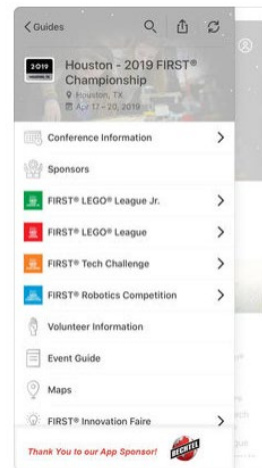 Guides
2019
Houston - 2019 FIRST®
Championship
Houston, TX
Apr 17 – 20, 2019
Conference Information
Sponsors
FIRST® LEGO® League Jr.
FIRST® LEGO® League
FIRST® Tech Challenge
FIRST® Robotics Competition
Volunteer Information
Event Guide
Maps
FIRST® Innovation Faire
Thank You to our App Sponsor!
BECHTEL